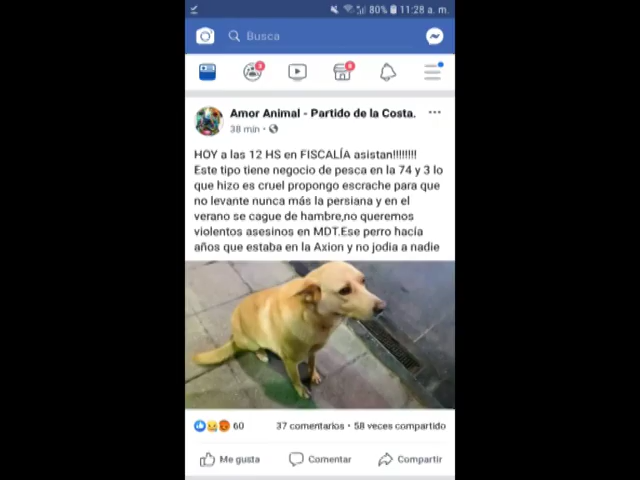 80% 11:28 a. m.
Busca
Amor Animal - Partido de la Costa.
38 min
HOY a las 12 HS en FISCALÍA asistan!!!!!!!!
Este tipo tiene negocio de pesca en la 74 y 3 lo
que hizo es cruel propongo escrache para que
no levante nunca más la persiana y en el
verano se cague de hambre,no queremos
violentos asesinos en MDT.Ese perro hacía
años que estaba en la Axion y no jodia a nadie
60 37 comentarios • 58 veces compartido
Me gusta Comentar Compartir